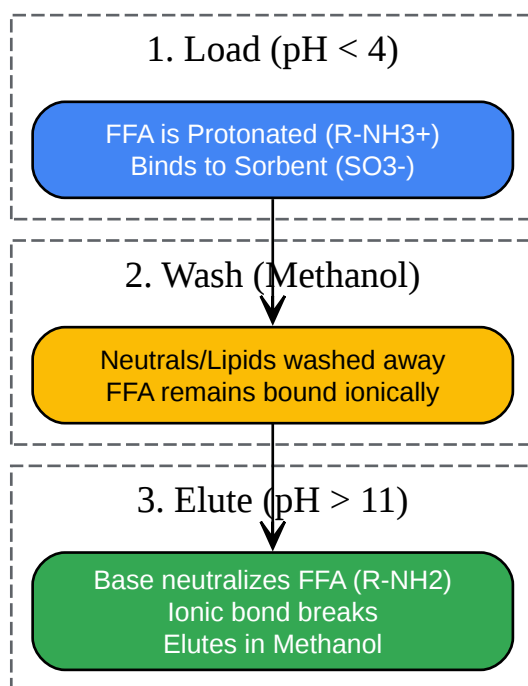 1. Load (pH < 4)
FFA is Protonated (R-NH3+)
Binds to Sorbent (SO3-)
2. Wash (Methanol)
Neutrals/Lipids washed away
FFA remains bound ionically
3. Elute (pH > 11)
Base neutralizes FFA (R-NH2)
Ionic bond breaks
Elutes in Methanol